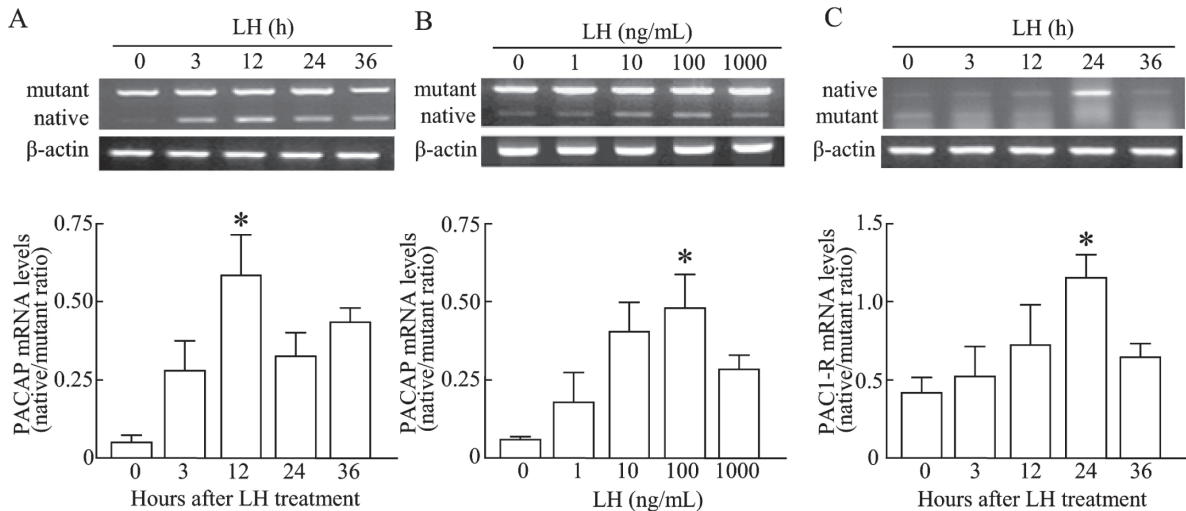 A
LH (h)
0 3 12 24 36
mutant
native
β-actin
PACAP mRNA levels
(native/mutant ratio)
0.75
0.50
0.25
0
*
0 3 12 24 36
Hours after LH treatment
B
LH (ng/mL)
0 1 10 100 1000
mutant
native
β-actin
PACAP mRNA levels
(native/mutant ratio)
0.75
0.50
0.25
0
*
0 1 10 100 1000
LH (ng/mL)
C
LH (h)
0 3 12 24 36
native
mutant
β-actin
PAC1-R mRNA levels
(native/mutant ratio)
1.5
1.0
0.5
0
*
0 3 12 24 36
Hours after LH treatment